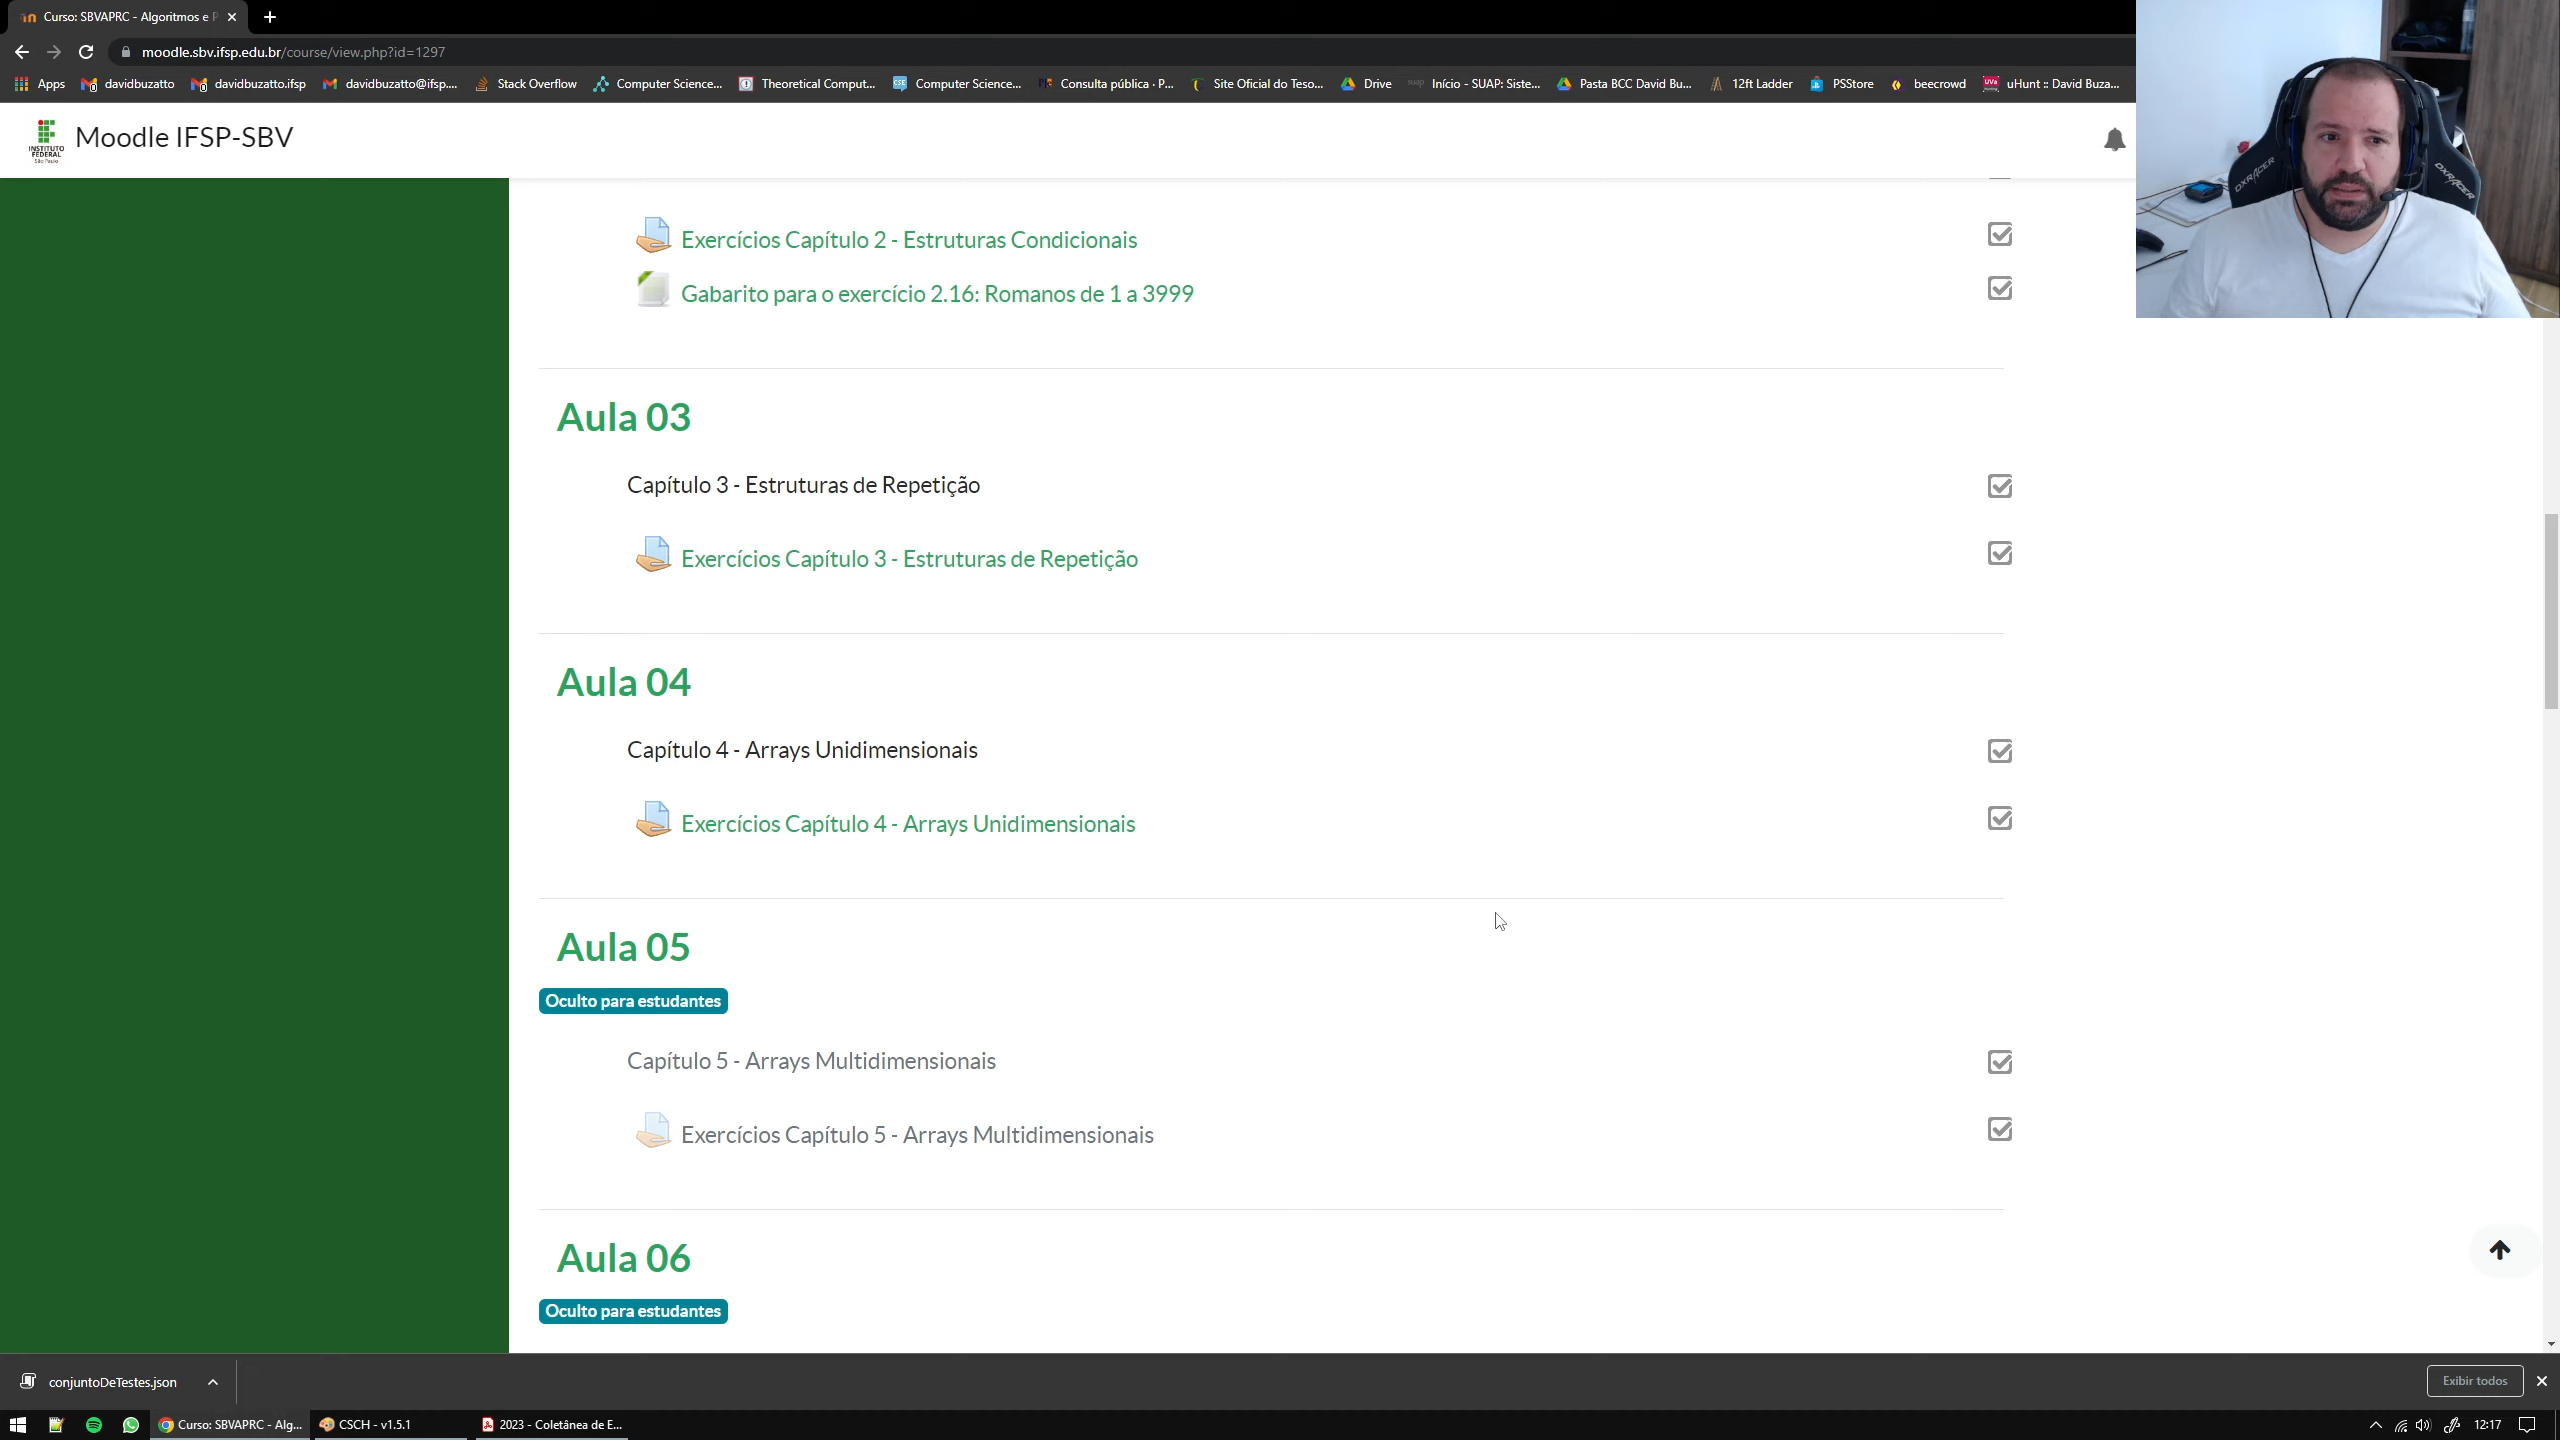 Curso: SBVAPRC - Algoritmos e P
moodle.sbv.ifsp.edu.br/course/view.php?id=1297
Apps davidbuzatto davidbuzatto.ifsp davidbuzatto@ifsp.... Stack Overflow Computer Science... Theoretical Comput... Computer Science... Consulta pública · P... Site Oficial do Teso... Drive Início - SUAP: Siste... Pasta BCC David Bu... 12ft Ladder PSStore beecrowd uHunt :: David Buza...
INSTITUTO
FEDERAL
São Paulo
Moodle IFSP-SBV
DXRACER DXRACER
Exercícios Capítulo 2 - Estruturas Condicionais
Gabarito para o exercício 2.16: Romanos de 1 a 3999
Aula 03
Capítulo 3 - Estruturas de Repetição
Exercícios Capítulo 3 - Estruturas de Repetição
Aula 04
Capítulo 4 - Arrays Unidimensionais
Exercícios Capítulo 4 - Arrays Unidimensionais
Aula 05
Oculto para estudantes
Capítulo 5 - Arrays Multidimensionais
Exercícios Capítulo 5 - Arrays Multidimensionais
Aula 06
Oculto para estudantes
conjuntoDeTestes.json
Exibir todos
Curso: SBVAPRC - Alg... CSCH - v1.5.1 2023 - Coletânea de E... 12:17